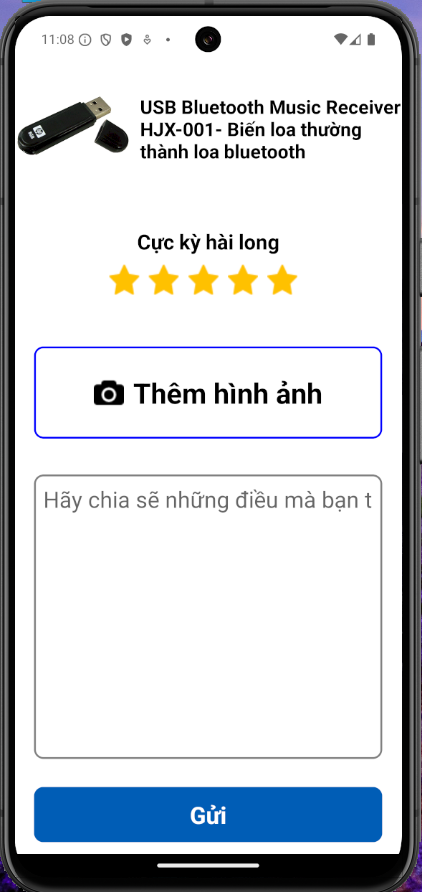 11:08
USB Bluetooth Music Receiver
HJX-001- Biến loa thường
thành loa bluetooth
Cực kỳ hài long
Thêm hình ảnh
Hãy chia sẽ những điều mà bạn t
Gửi